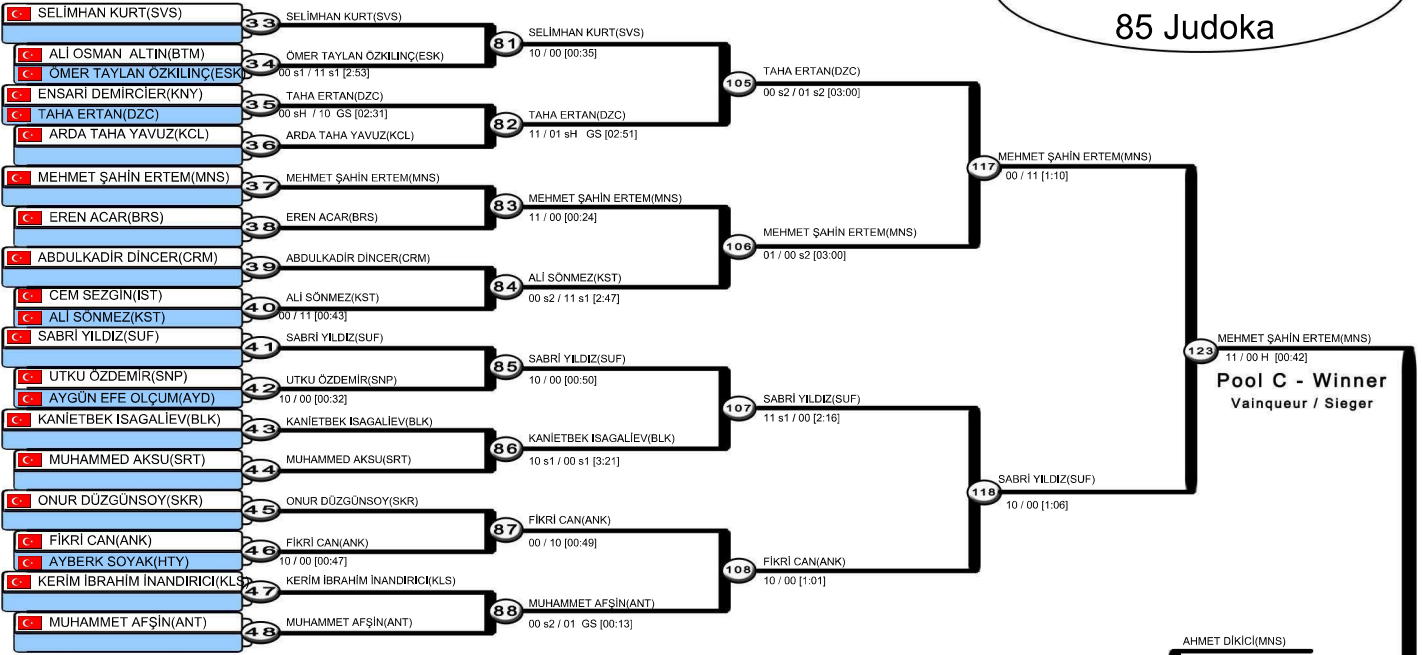 85 Judoka
SELİMHAN KURT(SVS)
ALİ OSMAN ALTIN(BTM)
ÖMER TAYLAN ÖZKILINÇ(ESK)
ENSARİ DEMİRCİER(KNY)
TAHA ERTAN(DZC)
ARDA TAHA YAVUZ(KCL)
MEHMET ŞAHİN ERTEM(MNS)
EREN ACAR(BRS)
ABDULKADİR DİNCER(CRM)
CEM SEZGİN(İST)
ALİ SÖNMEZ(KST)
SABRİ YILDIZ(SUF)
UTKU ÖZDEMİR(SNP)
AYGÜN EFE OLÇUM(AYD)
KANİETBEK ISAGALİEV(BLK)
MUHAMMED AKSU(SRT)
ONUR DÜZGÜNSOY(SKR)
FİKRİ CAN(ANK)
AYBERK SOYAK(HTY)
KERİM İBRAHİM İNANDIRICI(KLS)
MUHAMMET AFŞİN(ANT)
33
SELİMHAN KURT(SVS)
34
ÖMER TAYLAN ÖZKILINÇ(ESK)
00 s1 / 11 s1 [2:53]
35
TAHA ERTAN(DZC)
00 sH / 10 GS [02:31]
36
ARDA TAHA YAVUZ(KCL)
37
MEHMET ŞAHİN ERTEM(MNS)
38
EREN ACAR(BRS)
39
ABDULKADİR DİNCER(CRM)
40
ALİ SÖNMEZ(KST)
00 / 11 [00:43]
41
SABRİ YILDIZ(SUF)
42
UTKU ÖZDEMİR(SNP)
10 / 00 [00:32]
43
KANİETBEK ISAGALİEV(BLK)
44
MUHAMMED AKSU(SRT)
45
ONUR DÜZGÜNSOY(SKR)
46
FİKRİ CAN(ANK)
10 / 00 [00:47]
47
KERİM İBRAHİM İNANDIRICI(KLS)
48
MUHAMMET AFŞİN(ANT)
81
SELİMHAN KURT(SVS)
10 / 00 [00:35]
82
TAHA ERTAN(DZC)
11 / 01 sH GS [02:51]
83
MEHMET ŞAHİN ERTEM(MNS)
11 / 00 [00:24]
84
ALİ SÖNMEZ(KST)
00 s2 / 11 s1 [2:47]
85
SABRİ YILDIZ(SUF)
10 / 00 [00:50]
86
KANİETBEK ISAGALİEV(BLK)
10 s1 / 00 s1 [3:21]
87
FİKRİ CAN(ANK)
00 / 10 [00:49]
88
MUHAMMET AFŞİN(ANT)
00 s2 / 01 GS [00:13]
105
TAHA ERTAN(DZC)
00 s2 / 01 s2 [03:00]
106
MEHMET ŞAHİN ERTEM(MNS)
01 / 00 s2 [03:00]
107
SABRİ YILDIZ(SUF)
11 s1 / 00 [2:16]
108
FİKRİ CAN(ANK)
10 / 00 [1:01]
117
MEHMET ŞAHİN ERTEM(MNS)
00 / 11 [1:10]
118
SABRİ YILDIZ(SUF)
10 / 00 [1:06]
123
MEHMET ŞAHİN ERTEM(MNS)
11 / 00 H [00:42]
Pool C - Winner
Vainqueur / Sieger
AHMET DİKİCİ(MNS)